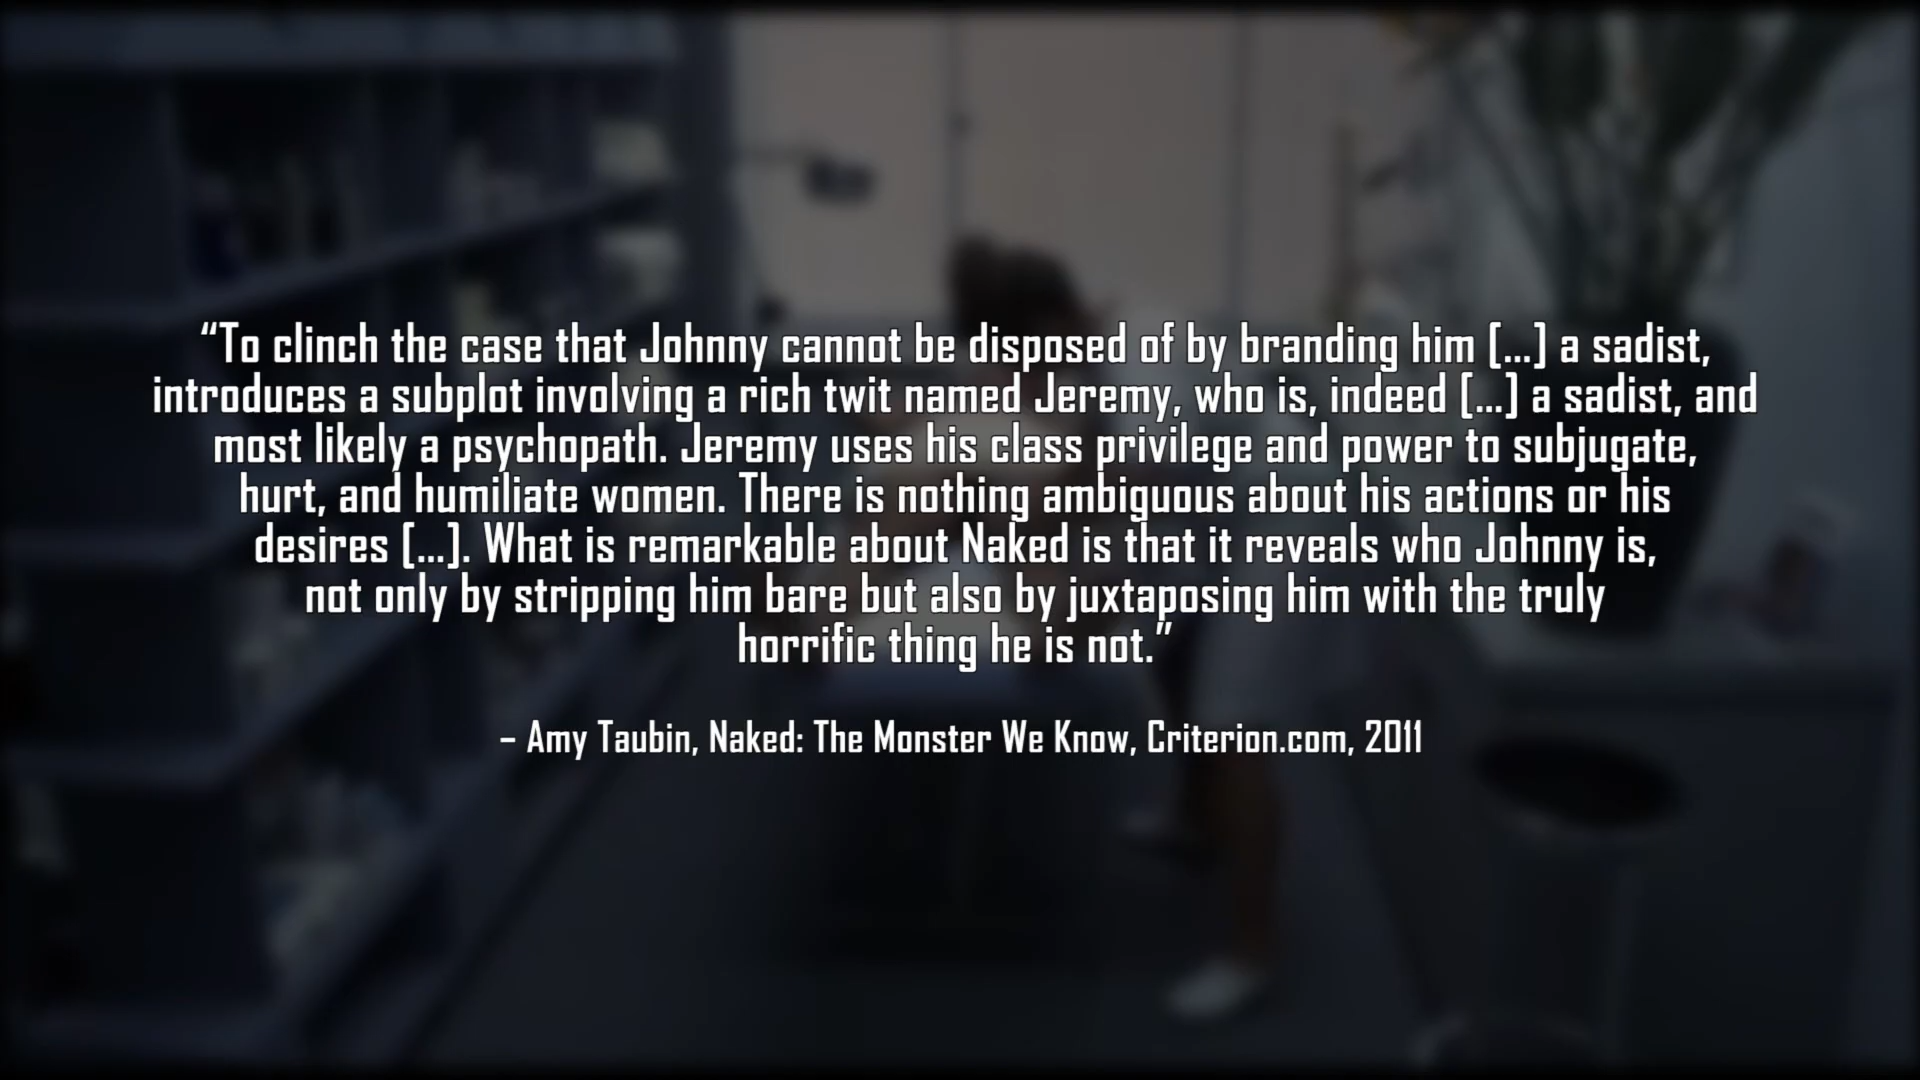 “To clinch the case that Johnny cannot be disposed of by branding him [...] a sadist,
introduces a subplot involving a rich twit named Jeremy, who is, indeed [...] a sadist, and
most likely a psychopath. Jeremy uses his class privilege and power to subjugate,
hurt, and humiliate women. There is nothing ambiguous about his actions or his
desires [...]. What is remarkable about Naked is that it reveals who Johnny is,
not only by stripping him bare but also by juxtaposing him with the truly
horrific thing he is not.”
– Amy Taubin, Naked: The Monster We Know, Criterion.com, 2011